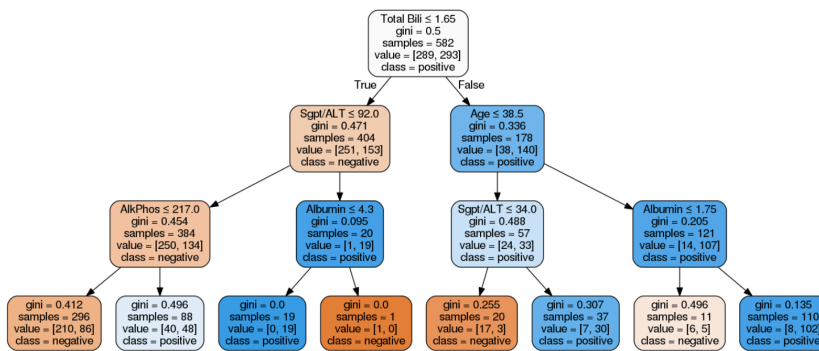 Total Bili ≤ 1.65
gini = 0.5
samples = 582
value = [289, 293]
class = positive
True
False
Sgpt/ALT ≤ 92.0
gini = 0.471
samples = 404
value = [251, 153]
class = negative
Age ≤ 38.5
gini = 0.336
samples = 178
value = [38, 140]
class = positive
AlkPhos ≤ 217.0
gini = 0.454
samples = 384
value = [250, 134]
class = negative
Albumin ≤ 4.3
gini = 0.095
samples = 20
value = [1, 19]
class = positive
Sgpt/ALT ≤ 34.0
gini = 0.488
samples = 57
value = [24, 33]
class = positive
Albumin ≤ 1.75
gini = 0.205
samples = 121
value = [14, 107]
class = positive
gini = 0.412
samples = 296
value = [210, 86]
class = negative
gini = 0.496
samples = 88
value = [40, 48]
class = positive
gini = 0.0
samples = 19
value = [0, 19]
class = positive
gini = 0.0
samples = 1
value = [1, 0]
class = negative
gini = 0.255
samples = 20
value = [17, 3]
class = negative
gini = 0.307
samples = 37
value = [7, 30]
class = positive
gini = 0.496
samples = 11
value = [6, 5]
class = negative
gini = 0.135
samples = 110
value = [8, 102]
class = positive